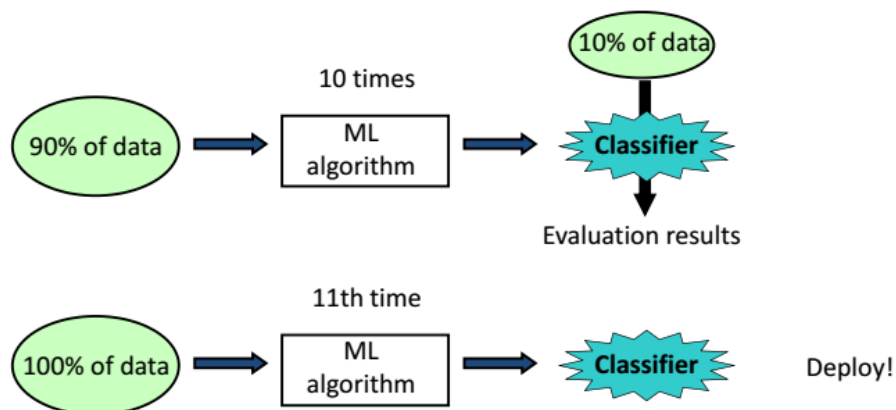 10% of data
10 times
90% of data
ML
algorithm
Classifier
Evaluation results
11th time
100% of data
ML
algorithm
Classifier
Deploy!